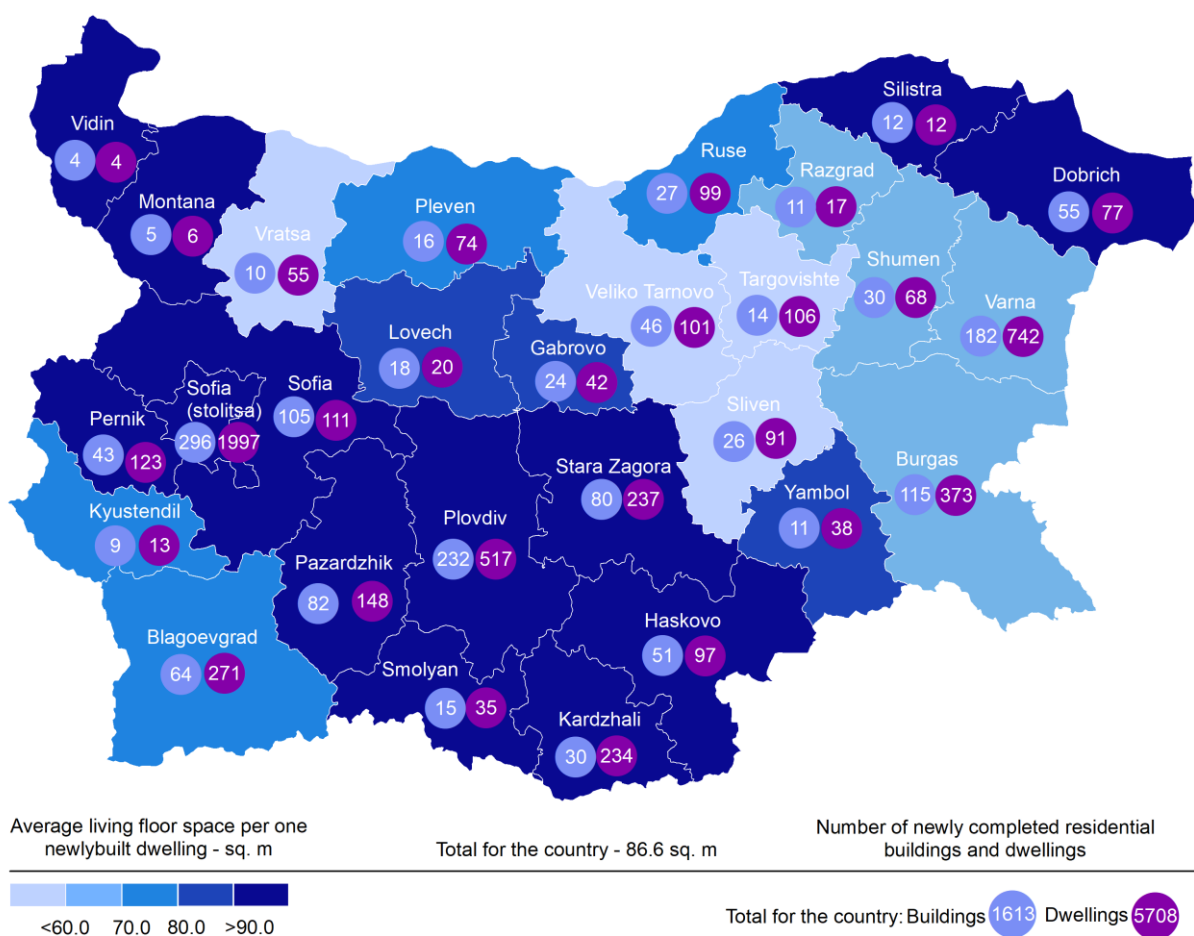 Silistra
12 12
Vidin
4 4
Ruse
27 99
Razgrad
11 17
Dobrich
55 77
Montana
5 6
Pleven
16 74
Vratsa
10 55
Shumen
30 68
Targovishte
14 106
Veliko Tarnovo
46 101
Varna
182 742
Lovech
18 20
Gabrovo
24 42
Sofia
(stolitsa)
296 1997
Sofia
105 111
Pernik
43 123
Sliven
26 91
Burgas
115 373
Stara Zagora
80 237
Yambol
11 38
Kyustendil
9 13
Plovdiv
232 517
Pazardzhik
82 148
Haskovo
51 97
Blagoevgrad
64 271
Smolyan
15 35
Kardzhali
30 234
Average living floor space per one
newlybuilt dwelling - sq. m
Total for the country - 86.6 sq. m
Number of newly completed residential
buildings and dwellings
<60.0 70.0 80.0 >90.0
Total for the country: Buildings 1613 Dwellings 5708